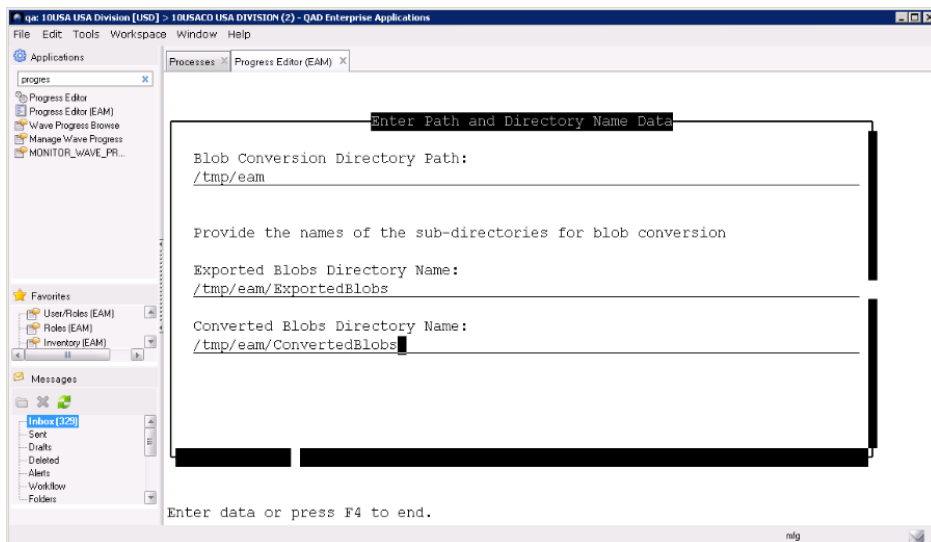 qa: 10USA USA Division [USD] > 10USACO USA DIVISION (2) - QAD Enterprise Applications
File Edit Tools Workspace Window Help
Applications
progres
Progress Editor
Progress Editor (EAM)
Wave Progress Browse
Manage Wave Progress
MONITOR_WAVE_PR...
Favorites
User/Roles (EAM)
Roles (EAM)
Inventory (EAM)
Messages
Inbox (329)
Sent
Drafts
Deleted
Alerts
Workflow
Folders
Processes
Progress Editor (EAM)
Enter Path and Directory Name Data
Blob Conversion Directory Path:
/tmp/eam
Provide the names of the sub-directories for blob conversion
Exported Blobs Directory Name:
/tmp/eam/ExportedBlobs
Converted Blobs Directory Name:
/tmp/eam/ConvertedBlobs
Enter data or press F4 to end.
mfg